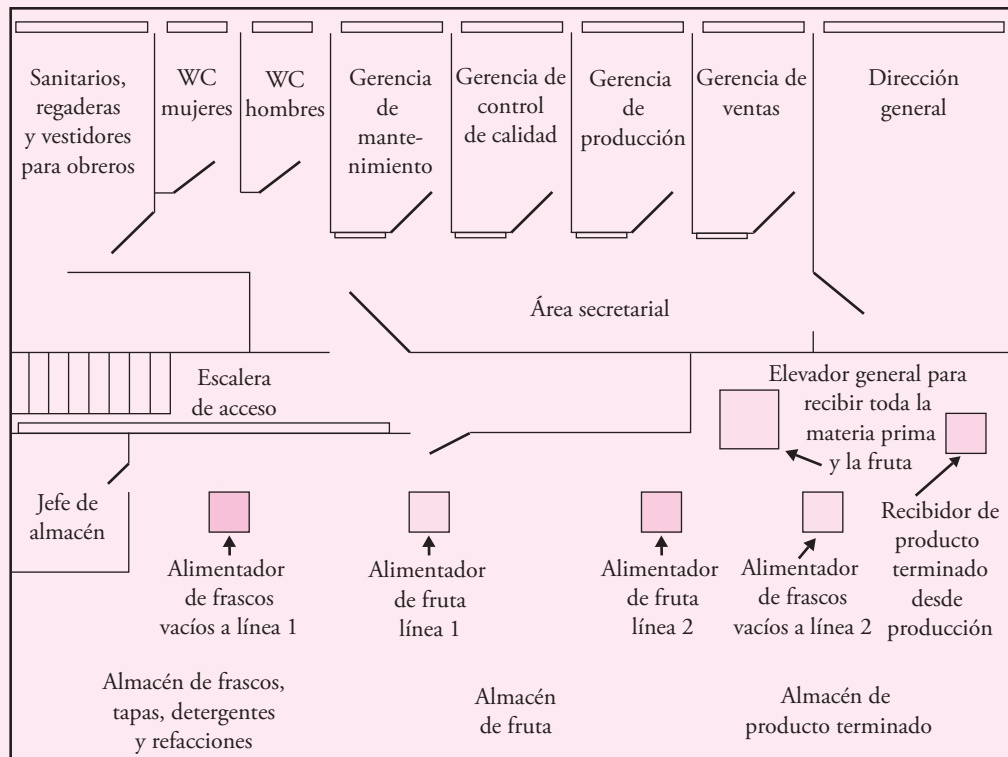 Sanitarios,
regaderas
y vestidores
para obreros
WC
mujeres
WC
hombres
Gerencia
de
mante-
nimiento
Gerencia de
control
de calidad
Gerencia
de
producción
Gerencia de
ventas
Dirección
general
Área secretarial
Escalera
de acceso
Elevador general para
recibir toda la
materia prima
y la fruta
Jefe de
almacén
Alimentador
de frascos
vacíos a línea 1
Alimentador
de fruta
línea 1
Alimentador
de fruta
línea 2
Alimentador
de frascos
vacíos a línea 2
Recibidor de
producto
terminado
desde
producción
Almacén de frascos,
tapas, detergentes
y refacciones
Almacén
de fruta
Almacén de
producto terminado